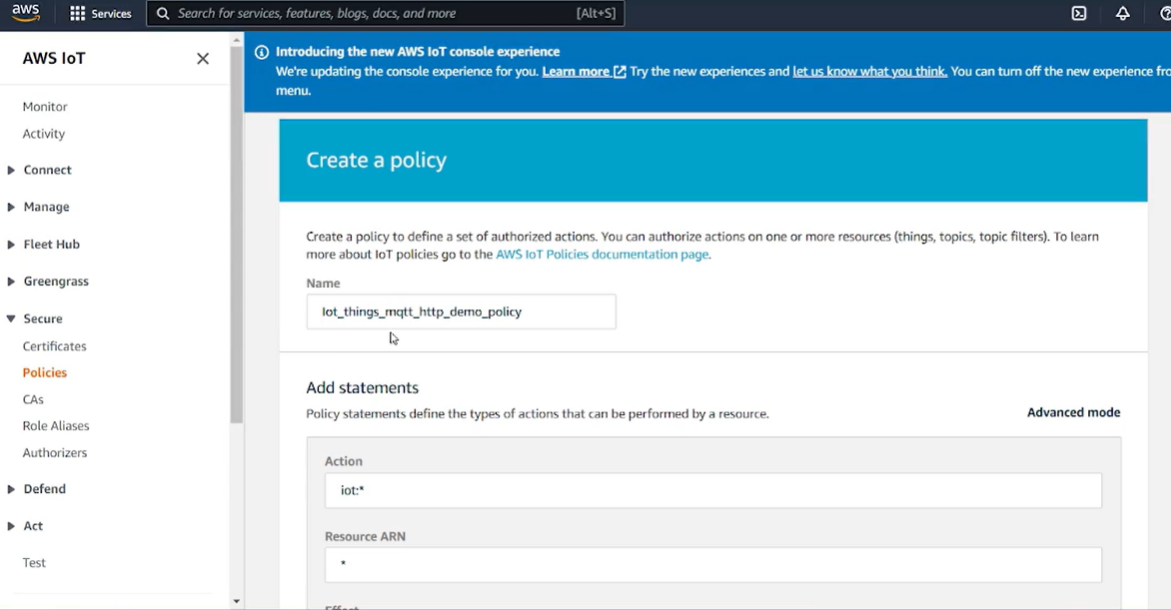 aws
Services
Search for services, features, blogs, docs, and more
[Alt+S]
AWS IoT
Monitor
Activity
Connect
Manage
Fleet Hub
Greengrass
Secure
Certificates
Policies
CAs
Role Aliases
Authorizers
Defend
Act
Test
Introducing the new AWS IoT console experience
We're updating the console experience for you. Learn more Try the new experiences and let us know what you think. You can turn off the new experience fro
menu.
Create a policy
Create a policy to define a set of authorized actions. You can authorize actions on one or more resources (things, topics, topic filters). To learn
more about IoT policies go to the AWS IoT Policies documentation page.
Name
Iot_things_mqtt_http_demo_policy
Add statements
Policy statements define the types of actions that can be performed by a resource.
Advanced mode
Action
iot:*
Resource ARN
*
Effect